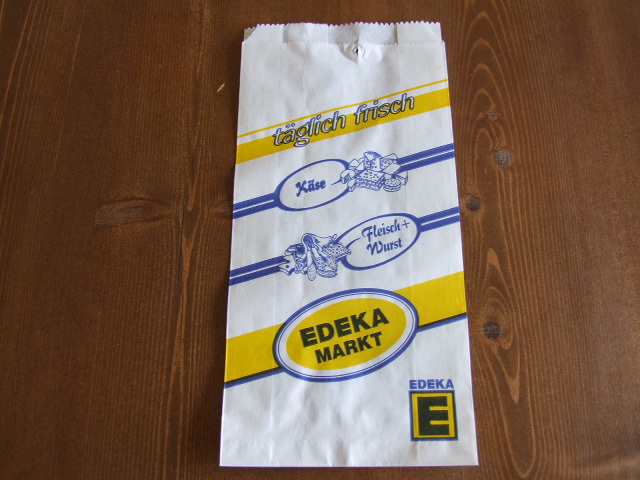 täglich frisch
Käse
Fleisch+
Wurst
EDEKA
MARKT
EDEKA
E